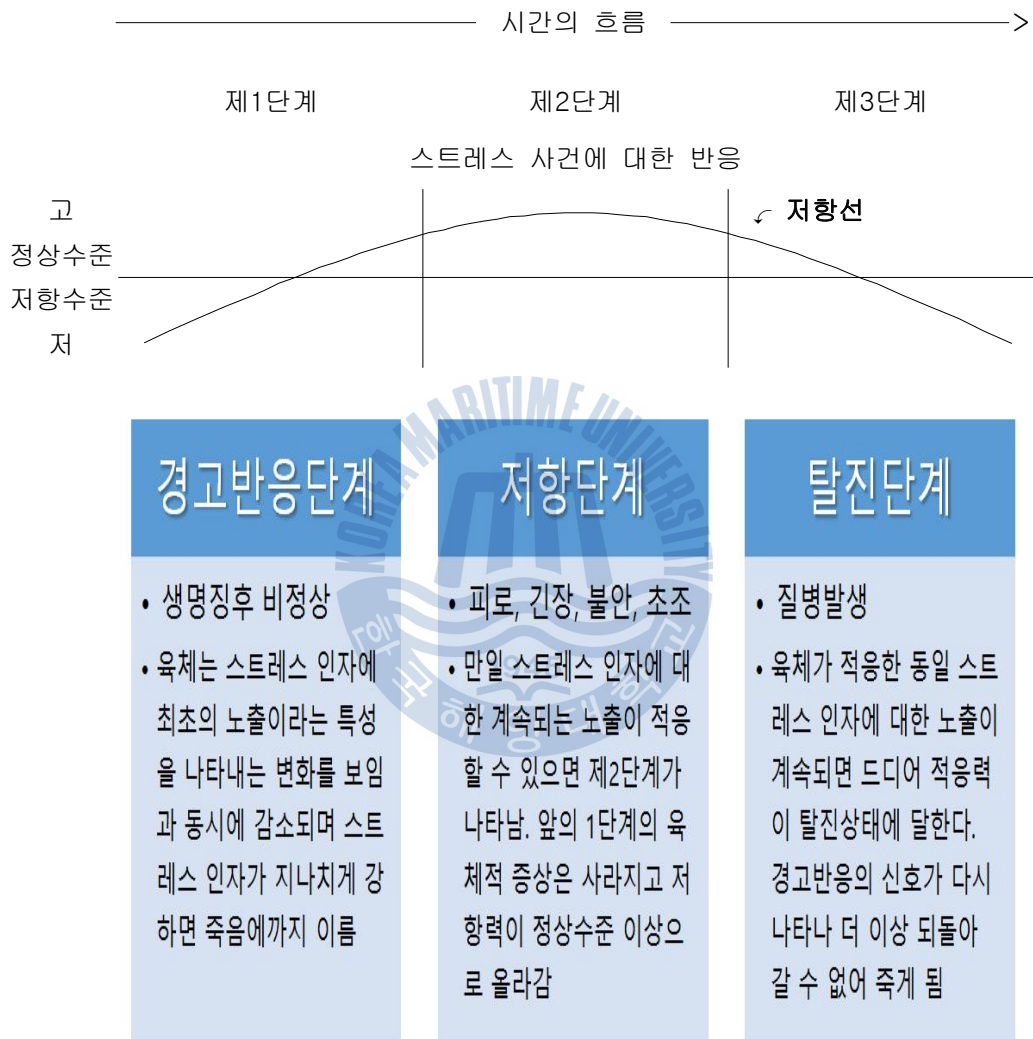 시간의 흐름
제1단계 제2단계 제3단계
스트레스 사건에 대한 반응
고
정상수준
저항수준
저
저항선
경고반응단계
• 생명징후 비정상
• 육체는 스트레스 인자에
최초의 노출이라는 특성
을 나타내는 변화를 보임
과 동시에 감소되며 스트
레스 인자가 지나치게 강
하면 죽음에까지 이름
저항단계
• 피로, 긴장, 불안, 초조
• 만일 스트레스 인자에 대
한 계속되는 노출이 적응
할 수 있으면 제2단계가
나타남. 앞의 1단계의 육
체적 증상은 사라지고 저
항력이 정상수준 이상으
로 올라감
탈진단계
• 질병발생
• 육체가 적응한 동일 스트
레스 인자에 대한 노출이
계속되면 드디어 적응력
이 탈진상태에 달한다.
경고반응의 신호가 다시
나타나 더 이상 되돌아
갈 수 없어 죽게 됨
KOREA MARITIME UNIVERSITY
한국해양대학교